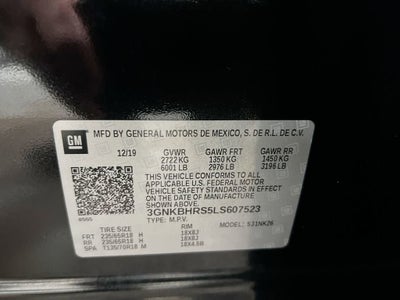 GM
MFD BY GENERAL MOTORS DE MEXICO, S. DE R.L. DE C.V.
12/19 GVWR GAWR FRT GAWR RR
2722 KG 1350 KG 1450 KG
6001 LB 2976 LB 3196 LB
THIS VEHICLE CONFORMS TO ALL APPLICABLE
U.S. FEDERAL MOTOR VEHICLE SAFETY STANDARDS IN EFFECT
ON THE DATE OF MANUFACTURE SHOWN ABOVE.
3GNKBHRS5LS607523
TYPE: M.P.V. MODEL:
TIRE SIZE RIM
FRT 235/65R18 H 18X8J
RR 235/65R18 H 18X8J
SPA T135/70R18 M 18X4.5B